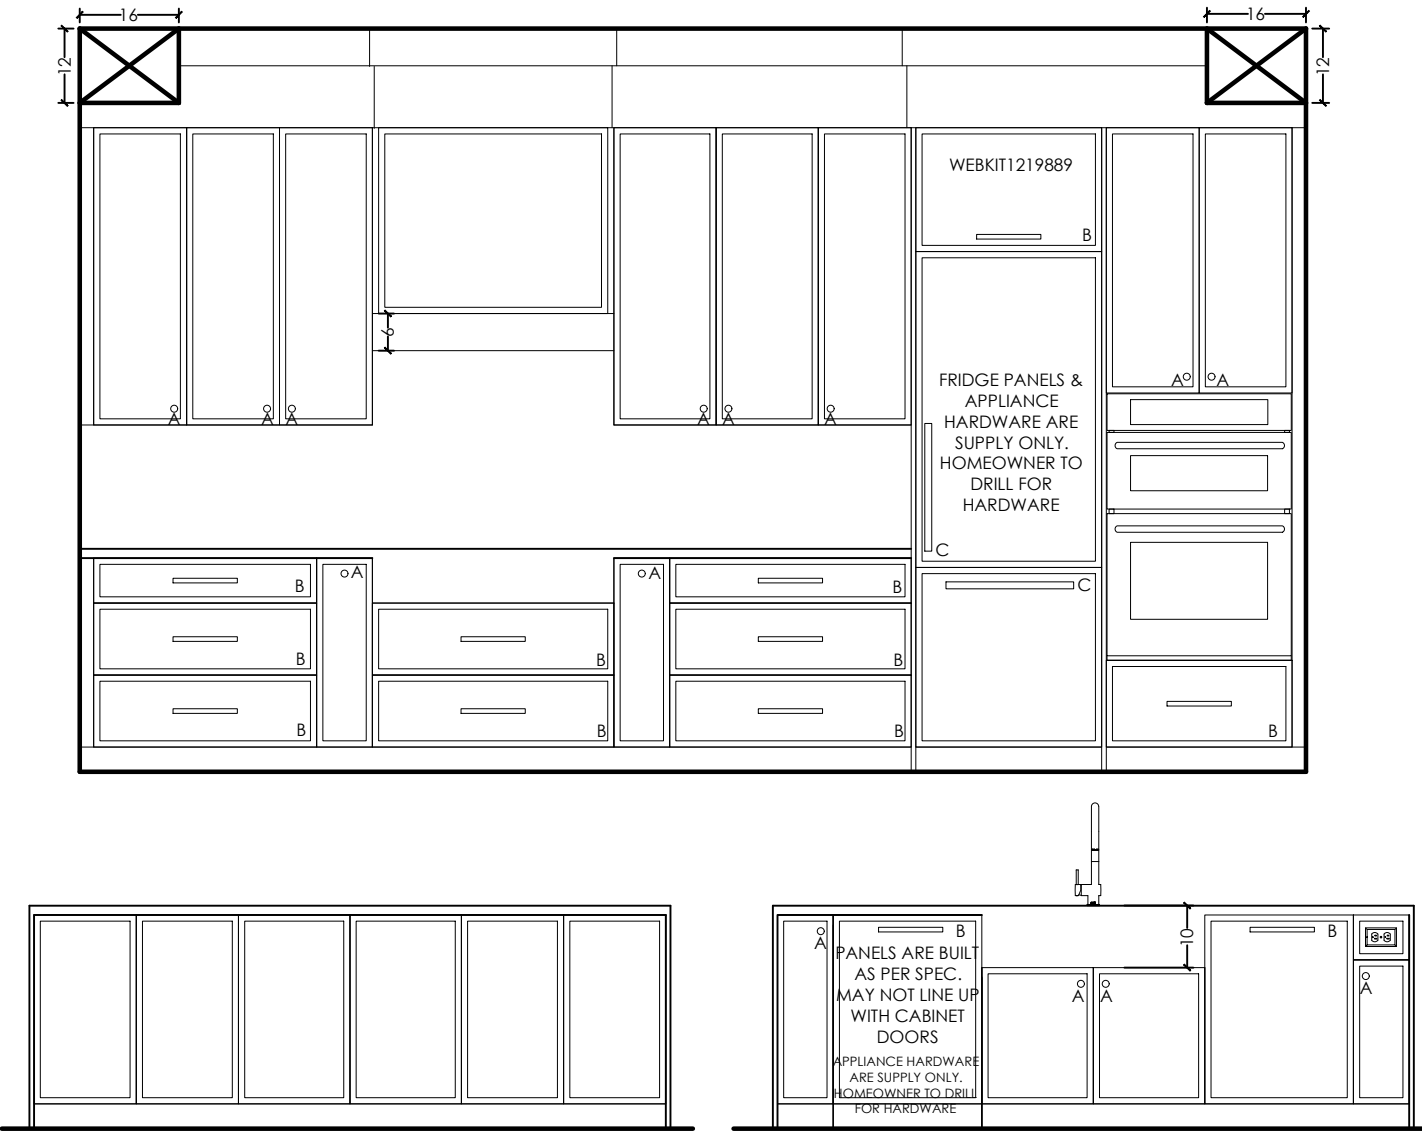 16
16
12
12
WEBKIT1219889
B
6
FRIDGE PANELS &
APPLIANCE
HARDWARE ARE
SUPPLY ONLY.
HOMEOWNER TO
DRILL FOR
HARDWARE
A A
A A A A A A
C
A A
B B
C
B B B
B B B
B
B
A
PANELS ARE BUILT
AS PER SPEC.
MAY NOT LINE UP
WITH CABINET
DOORS
APPLIANCE HARDWARE
ARE SUPPLY ONLY.
HOMEOWNER TO DRILL
FOR HARDWARE
10
B
A A
A